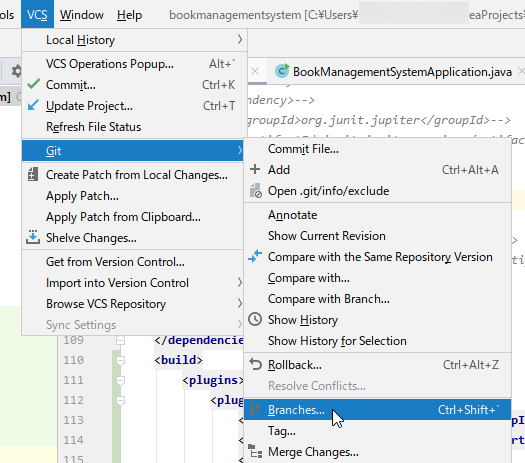 VCS Window Help bookmanagementsystem [C:¥Users¥ eaProjects¥
Local History
VCS Operations Popup... Alt+`
Commit... Ctrl+K
Update Project... Ctrl+T
Refresh File Status
Git
Create Patch from Local Changes...
Apply Patch...
Apply Patch from Clipboard...
Shelve Changes...
Get from Version Control...
Import into Version Control
Browse VCS Repository
Sync Settings
BookManagementSystemApplication.java
ndency>-->
groupId>org.junit.jupiter</groupId>-->
Commit File...
Add Ctrl+Alt+A
Open .git/info/exclude
Annotate
Show Current Revision
Compare with the Same Repository Version
Compare with...
Compare with Branch...
Show History
Show History for Selection
Rollback... Ctrl+Alt+Z
Resolve Conflicts...
Branches... Ctrl+Shift+`
Tag...
Merge Changes...
109 </dependencie
110 <build>
111 <plugins>
112 <plu
113 <
114 <
115 <